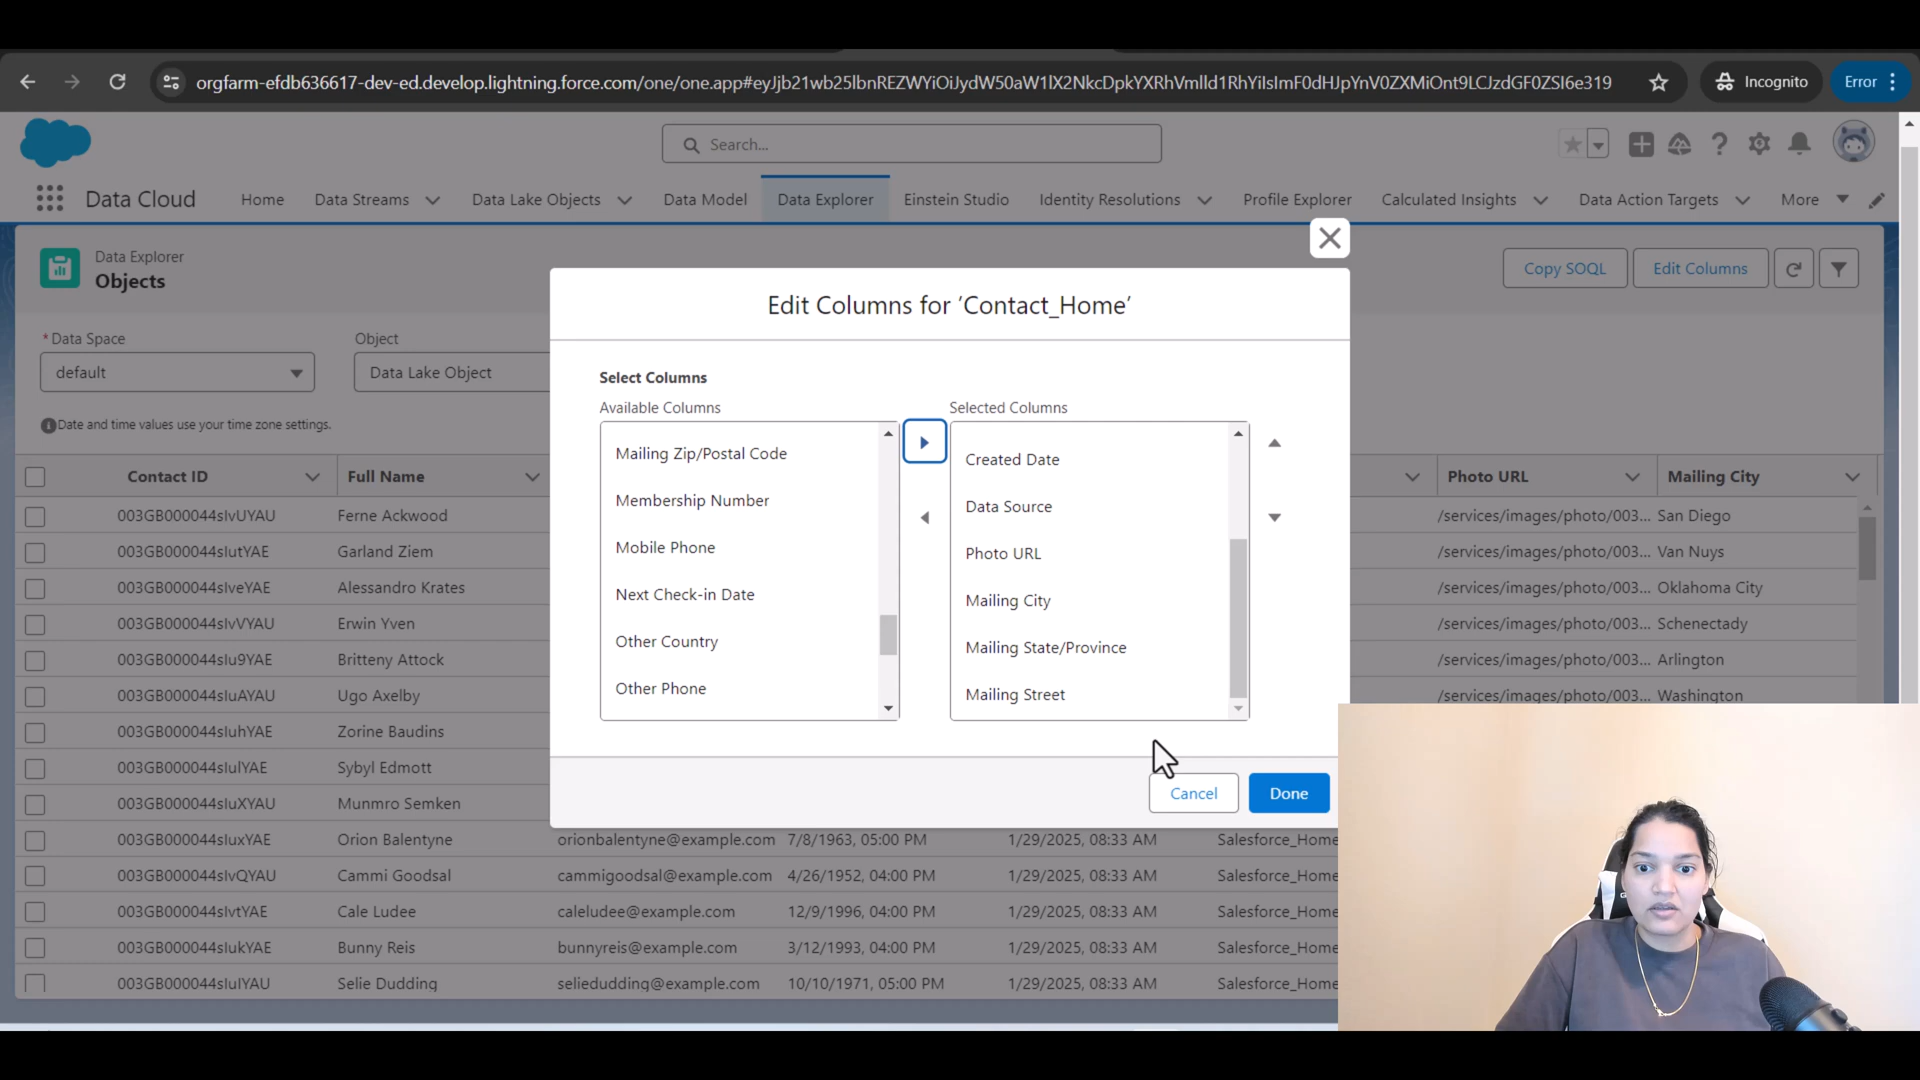 orgfarm-efdb636617-dev-ed.develop.lightning.force.com/one/one.app#eyJjb21wb25lbnREZWYiOiJydW50aW1lX2NkcDpkYXRhVmlld1RhYiIsImF0dHJpYnV0ZXMiOnt9LCJzdGF0ZSI6e319
Incognito
Error
Search...
Data Cloud
Home
Data Streams
Data Lake Objects
Data Model
Data Explorer
Einstein Studio
Identity Resolutions
Profile Explorer
Calculated Insights
Data Action Targets
More
Data Explorer
Objects
Copy SOQL
Edit Columns
* Data Space
Object
default
Data Lake Object
Date and time values use your time zone settings.
Edit Columns for 'Contact_Home'
Select Columns
Available Columns
Selected Columns
Mailing Zip/Postal Code
Membership Number
Mobile Phone
Next Check-in Date
Other Country
Other Phone
Created Date
Data Source
Photo URL
Mailing City
Mailing State/Province
Mailing Street
Cancel
Done
Contact ID Full Name Photo URL Mailing City
003GB000044sIvUYAU Ferne Ackwood /services/images/photo/003... San Diego
003GB000044sIutYAE Garland Ziem /services/images/photo/003... Van Nuys
003GB000044sIveYAE Alessandro Krates /services/images/photo/003... Oklahoma City
003GB000044sIvVYAU Erwin Yven /services/images/photo/003... Schenectady
003GB000044sIu9YAE Britteny Attock /services/images/photo/003... Arlington
003GB000044sIuAYAU Ugo Axelby /services/images/photo/003... Washington
003GB000044sIuhYAE Zorine Baudins
003GB000044sIulYAE Sybyl Edmott
003GB000044sIuXYAU Munmro Semken
003GB000044sIuxYAE Orion Balentyne orionbalentyne@example.com 7/8/1963, 05:00 PM 1/29/2025, 08:33 AM Salesforce_Home
003GB000044sIvQYAU Cammi Goodsal cammigoodsal@example.com 4/26/1952, 04:00 PM 1/29/2025, 08:33 AM Salesforce_Home
003GB000044sIvtYAE Cale Ludee caleludee@example.com 12/9/1996, 04:00 PM 1/29/2025, 08:33 AM Salesforce_Home
003GB000044sIukYAE Bunny Reis bunnyreis@example.com 3/12/1993, 04:00 PM 1/29/2025, 08:33 AM Salesforce_Home
003GB000044sIuIYAU Selie Dudding seliedudding@example.com 10/10/1971, 05:00 PM 1/29/2025, 08:33 AM Salesforce_Home